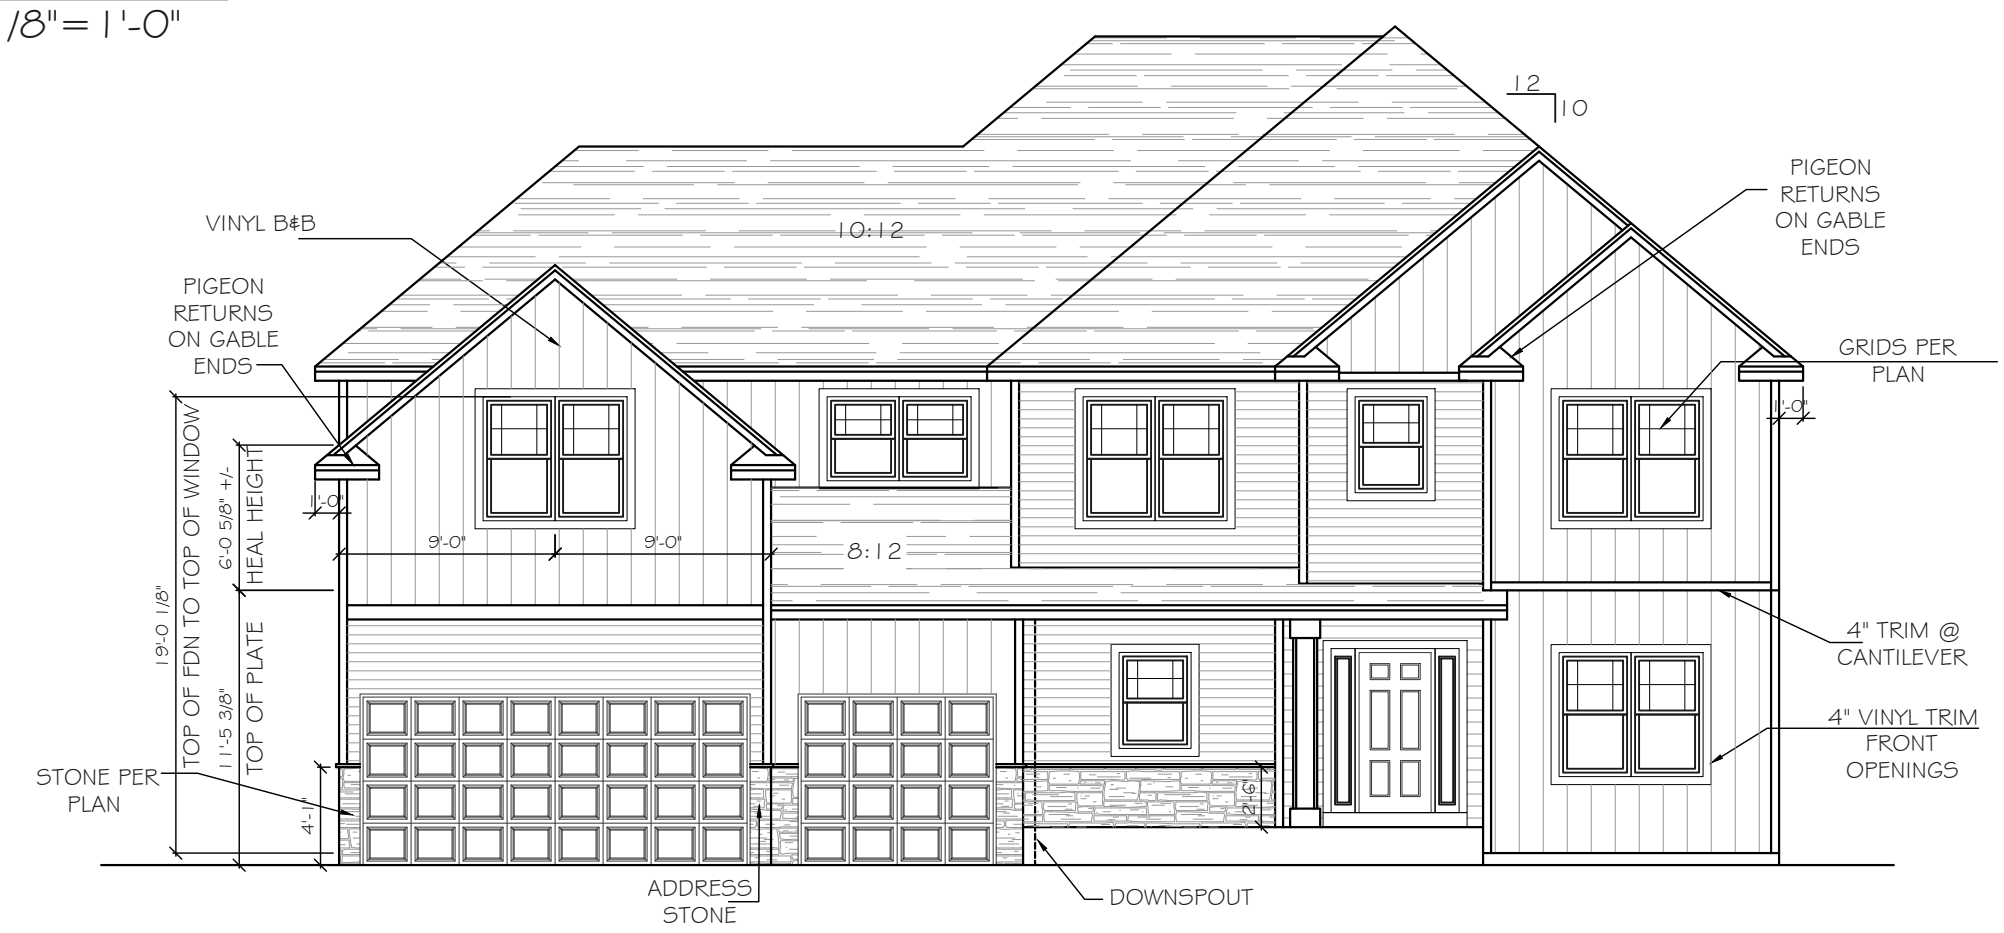 /8"= 1'-0"
12
10
PIGEON
RETURNS
ON GABLE
ENDS
VINYL B&B
10:12
PIGEON
RETURNS
ON GABLE
ENDS
GRIDS PER
PLAN
1'-0"
19'-0 1/8"
TOP OF FDN TO TOP OF WINDOW
6'-0 5/8" +/-
HEAL HEIGHT
1'-0"
9'-0"
9'-0"
8:12
11'-5 3/8"
TOP OF PLATE
4" TRIM @
CANTILEVER
4" VINYL TRIM
FRONT
OPENINGS
STONE PER
PLAN
4'-1"
2'-6"
ADDRESS
STONE
DOWNSPOUT